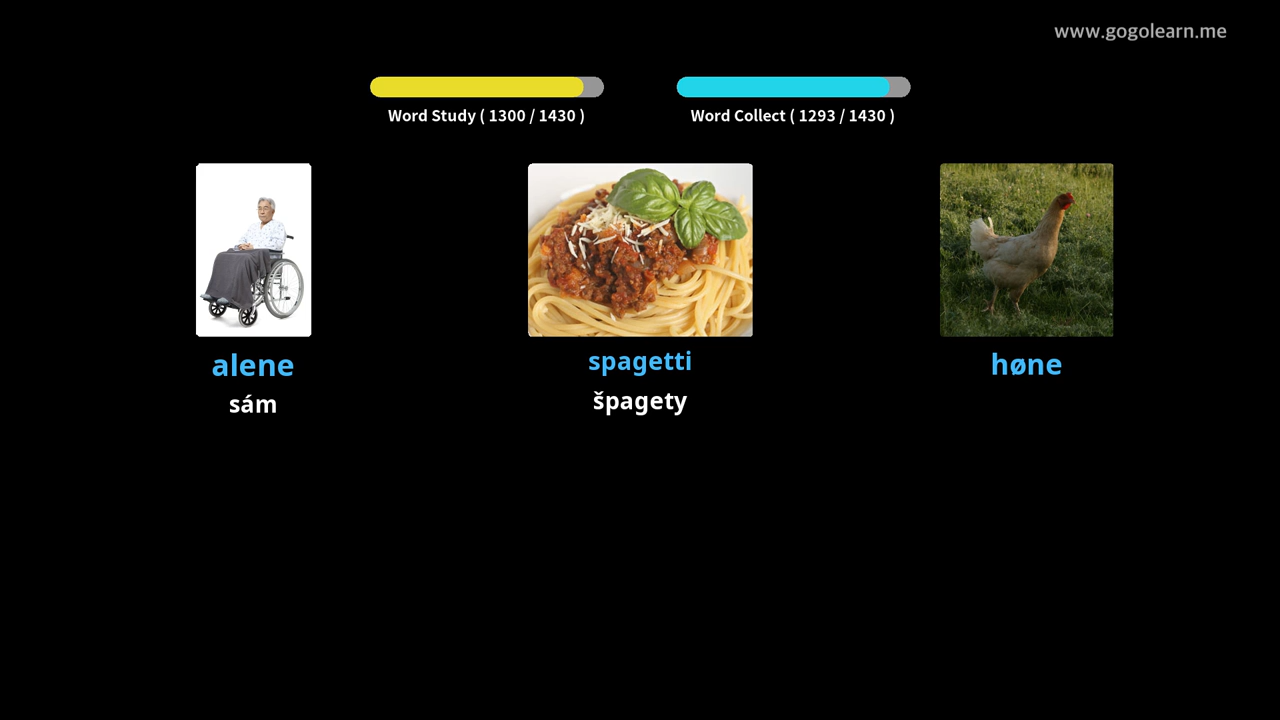 www.gogolearn.me
Word Study ( 1300 / 1430 )
Word Collect ( 1293 / 1430 )
alene
sám
spagetti
špagety
høne